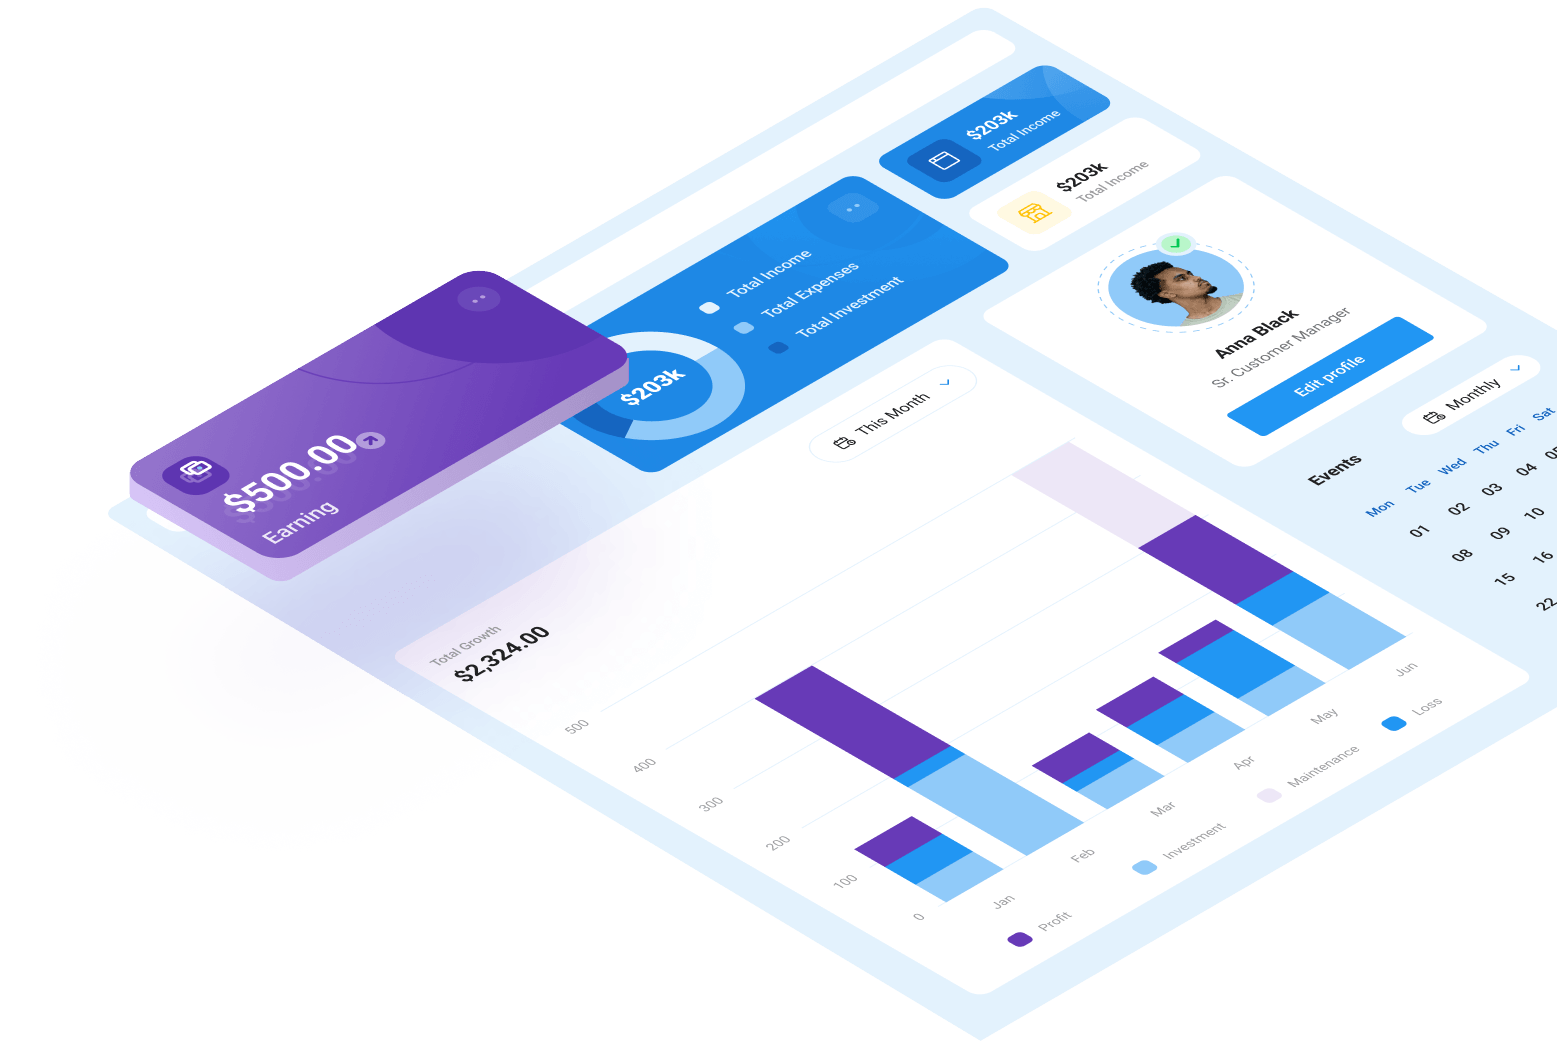 $500.00
Earning
$203k
Total Income
Total Expenses
Total Investment
$203k
Total Income
$203k
Total Income
Anna Black
Sr. Customer Manager
Edit profile
Total Growth
$2,324.00
This Month
500
400
300
200
100
0
Jan
Feb
Mar
Apr
May
Jun
Profit
Investment
Maintenance
Loss
Events
Monthly
Mon Tue Wed Thu Fri Sat
01 02 03 04
08 09 10
15 16
22